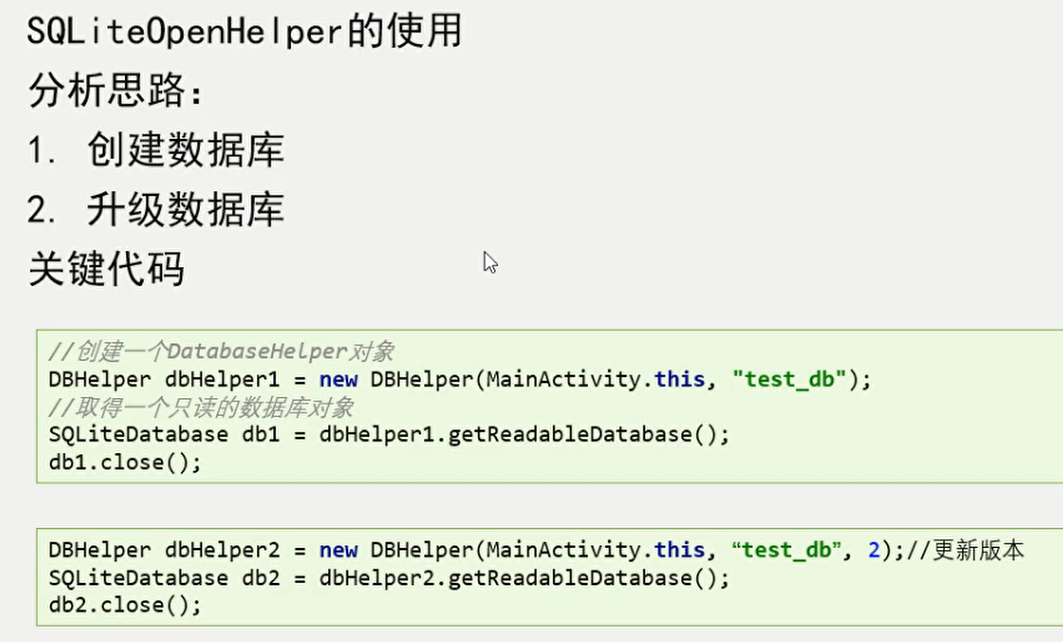 SQLiteOpenHelper的使用
分析思路：
1. 创建数据库
2. 升级数据库
关键代码
//创建一个DatabaseHelper对象
DBHelper dbHelper1 = new DBHelper(MainActivity.this, "test_db");
//取得一个只读的数据库对象
SQLiteDatabase db1 = dbHelper1.getReadableDatabase();
db1.close();
DBHelper dbHelper2 = new DBHelper(MainActivity.this, “test_db”, 2);//更新版本
SQLiteDatabase db2 = dbHelper2.getReadableDatabase();
db2.close();